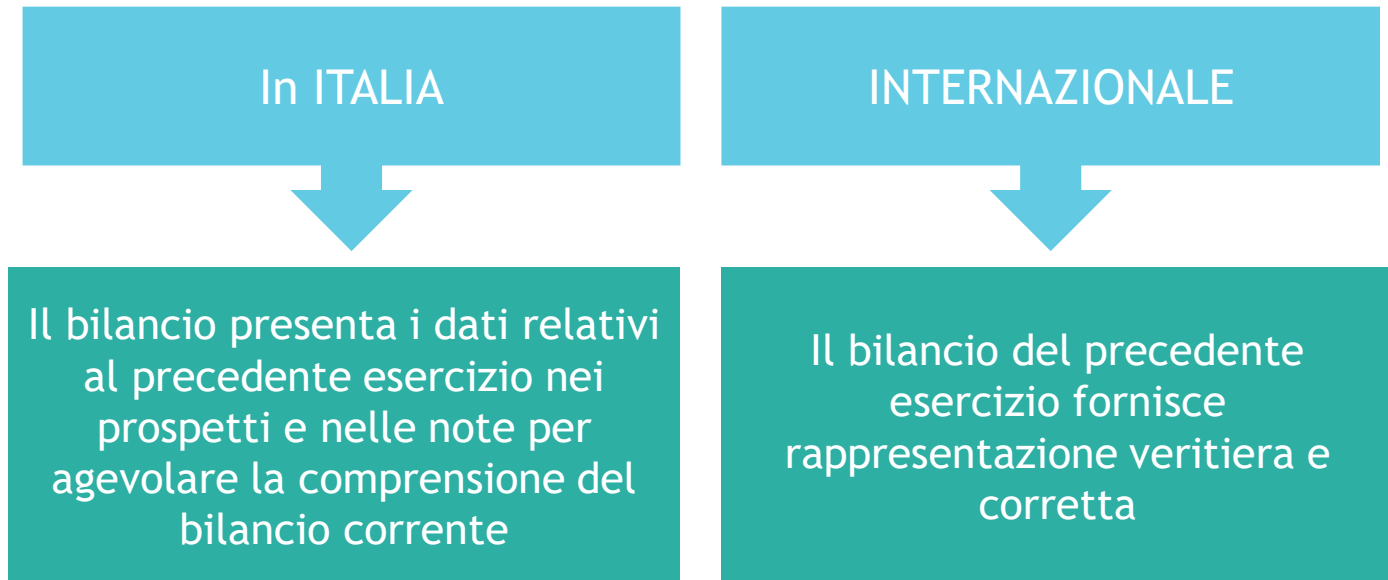 In ITALIA
Il bilancio presenta i dati relativi
al precedente esercizio nei
prospetti e nelle note per
agevolare la comprensione del
bilancio corrente
INTERNAZIONALE
Il bilancio del precedente
esercizio fornisce
rappresentazione veritiera e
corretta